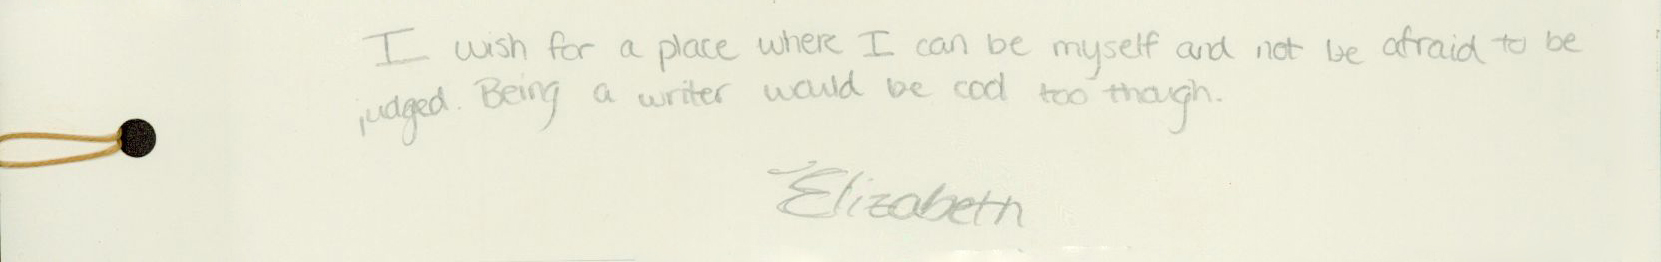 I wish for a place where I can be myself and not be afraid to be
judged. Being a writer would be cool too though.
Elizabeth